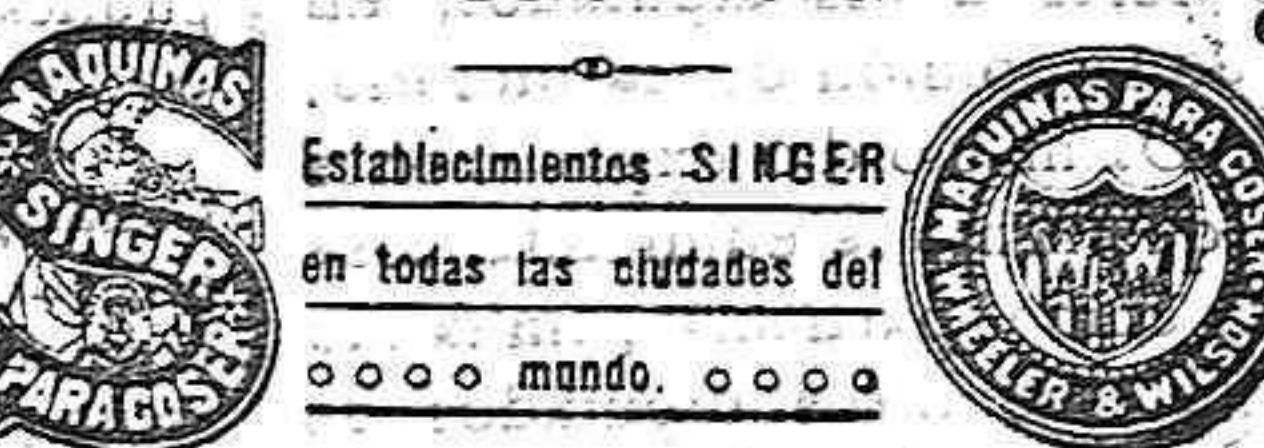 MAQUINAS
SINGER
PARA COSER
Establecimientos SINGER
en todas las ciudades del
mundo.
MAQUINAS PARA COSER
WHEELER & WILSON
W & W